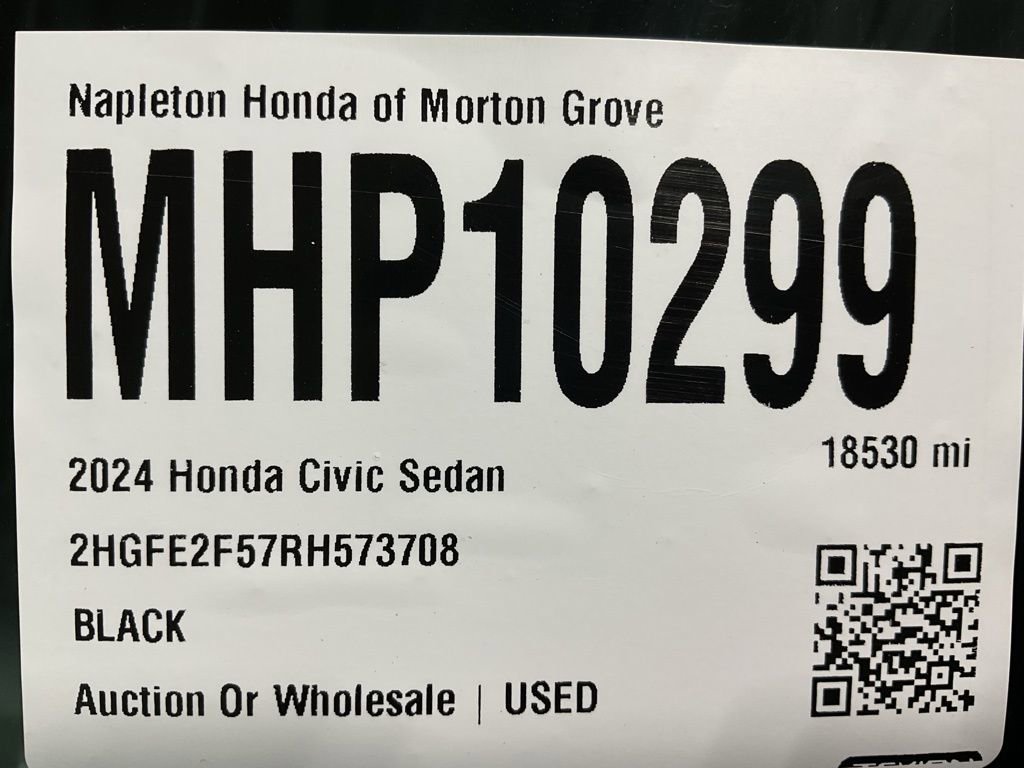 Napleton Honda of Morton Grove
MHP10299
18530 mi
2024 Honda Civic Sedan
2HGFE2F57RH573708
BLACK
Auction Or Wholesale | USED